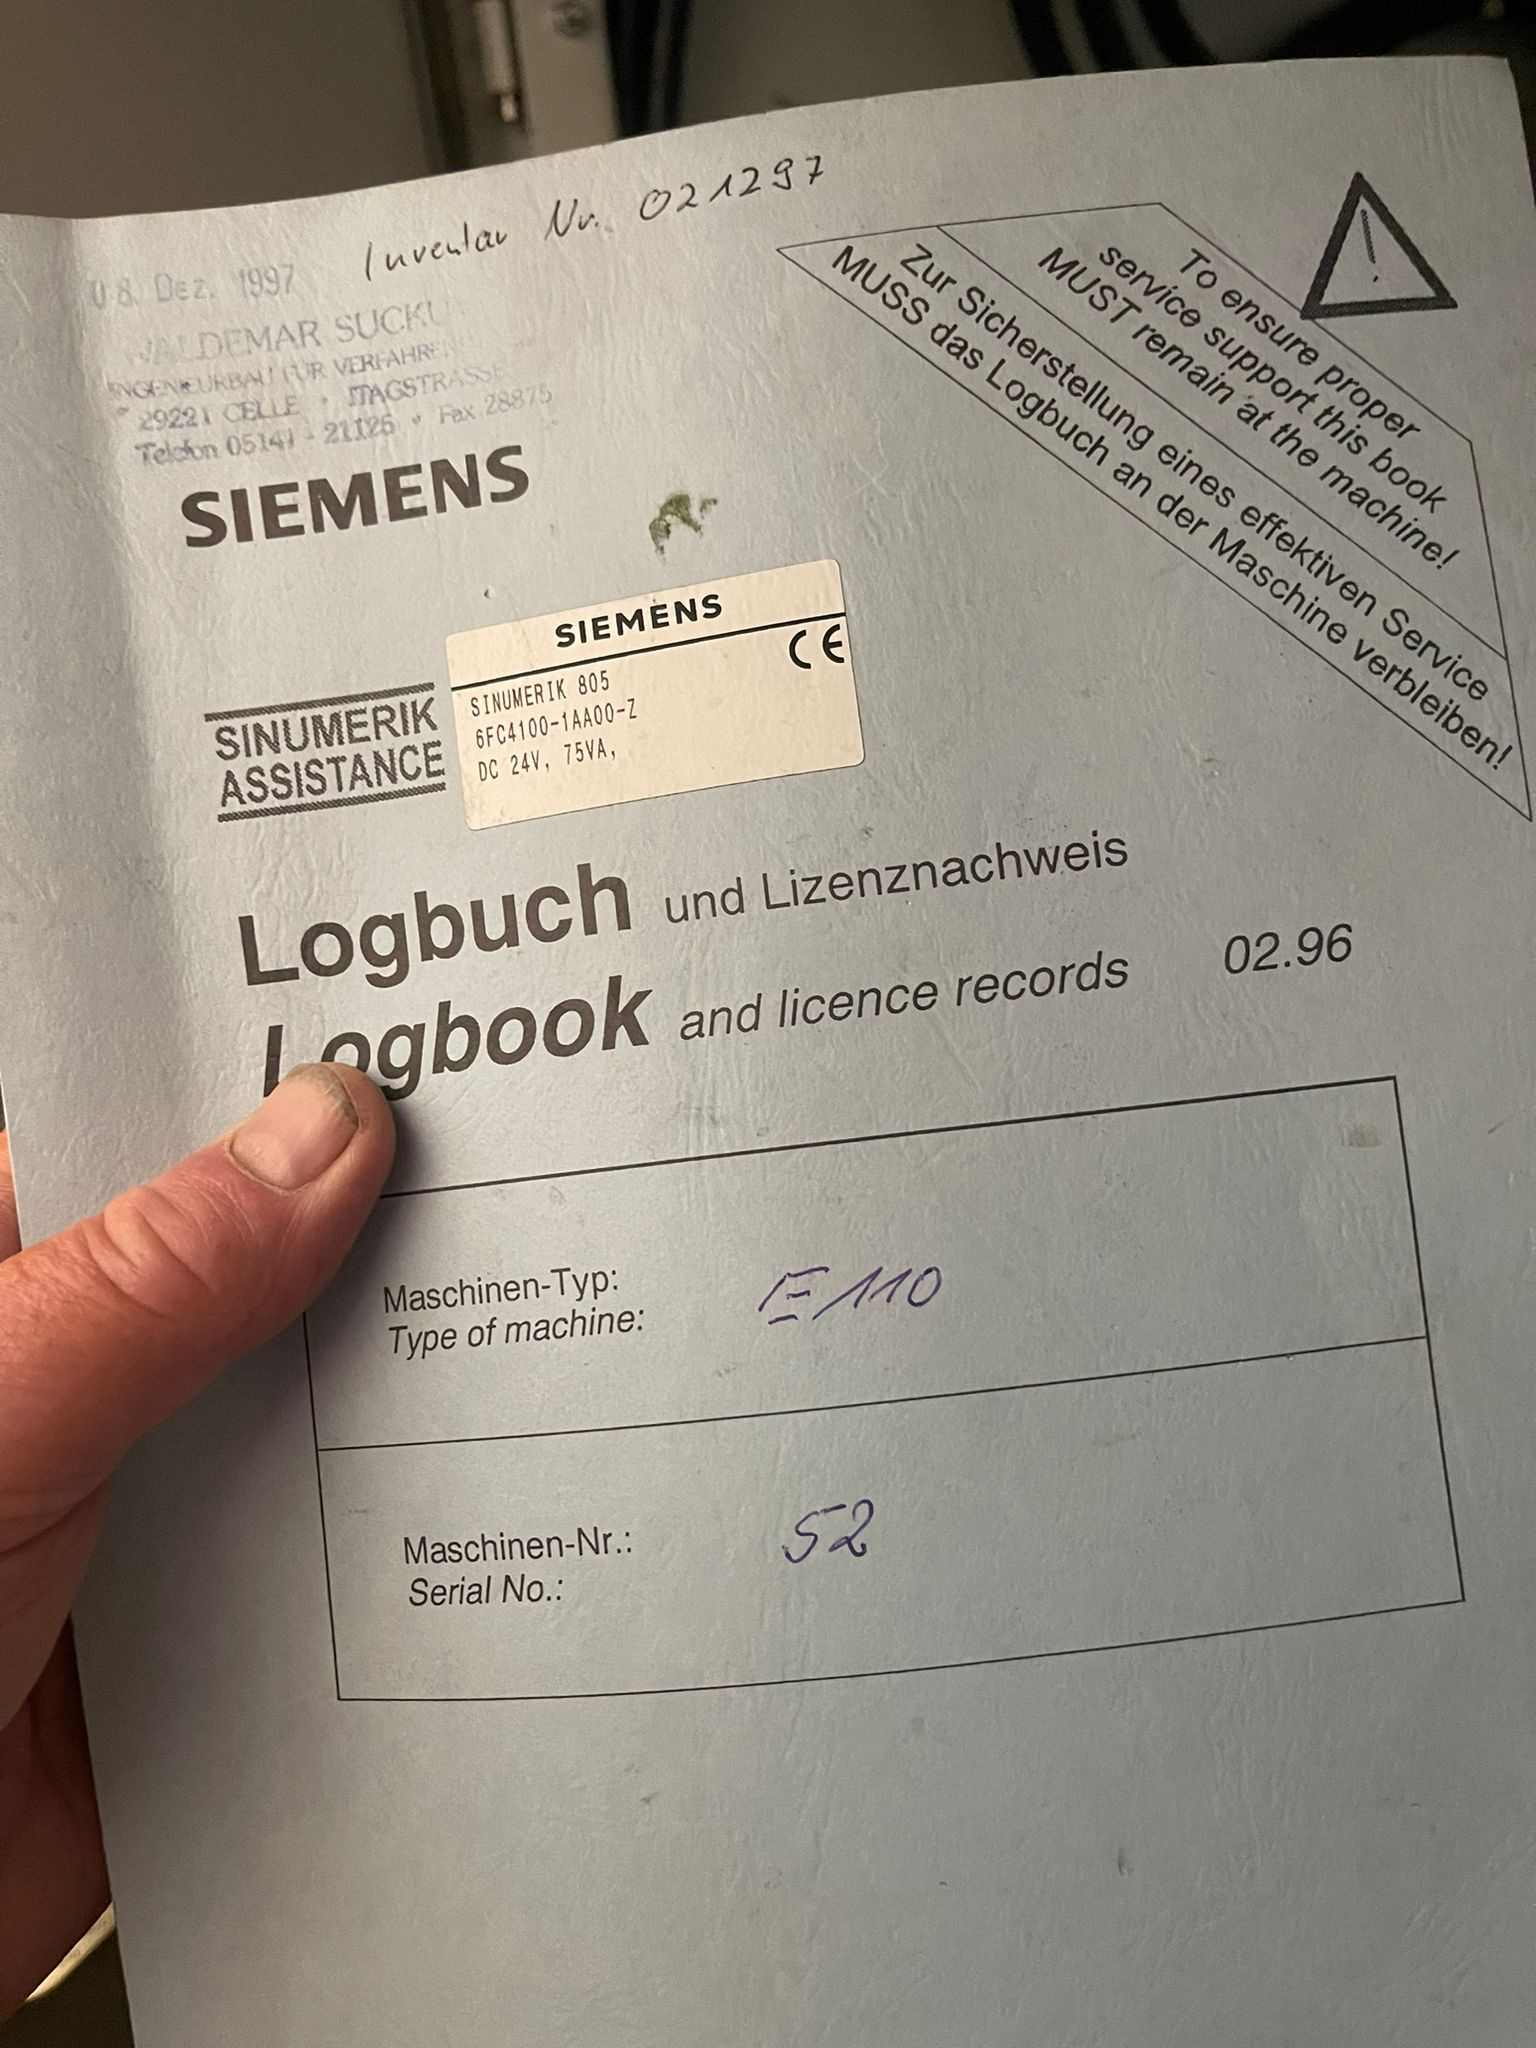 Inventar Nr. 021297
08. Dez. 1997
WALDEMAR
29221 CELLE
Telefon 05141 - 21126 • Fax 28875
SIEMENS
To ensure proper
service support this book
MUST remain at the machine!
Zur Sicherstellung eines effektiven Service
MUSS das Logbuch an der Maschine verbleiben!
SINUMERIK
ASSISTANCE
SIEMENS
CE
SINUMERIK 805
6FC4100-1AA00-Z
DC 24V, 75VA,
Logbuch und Lizenznachweis
Logbook and licence records 02.96
Maschinen-Typ: E110
Type of machine:
Maschinen-Nr.: 52
Serial No.: